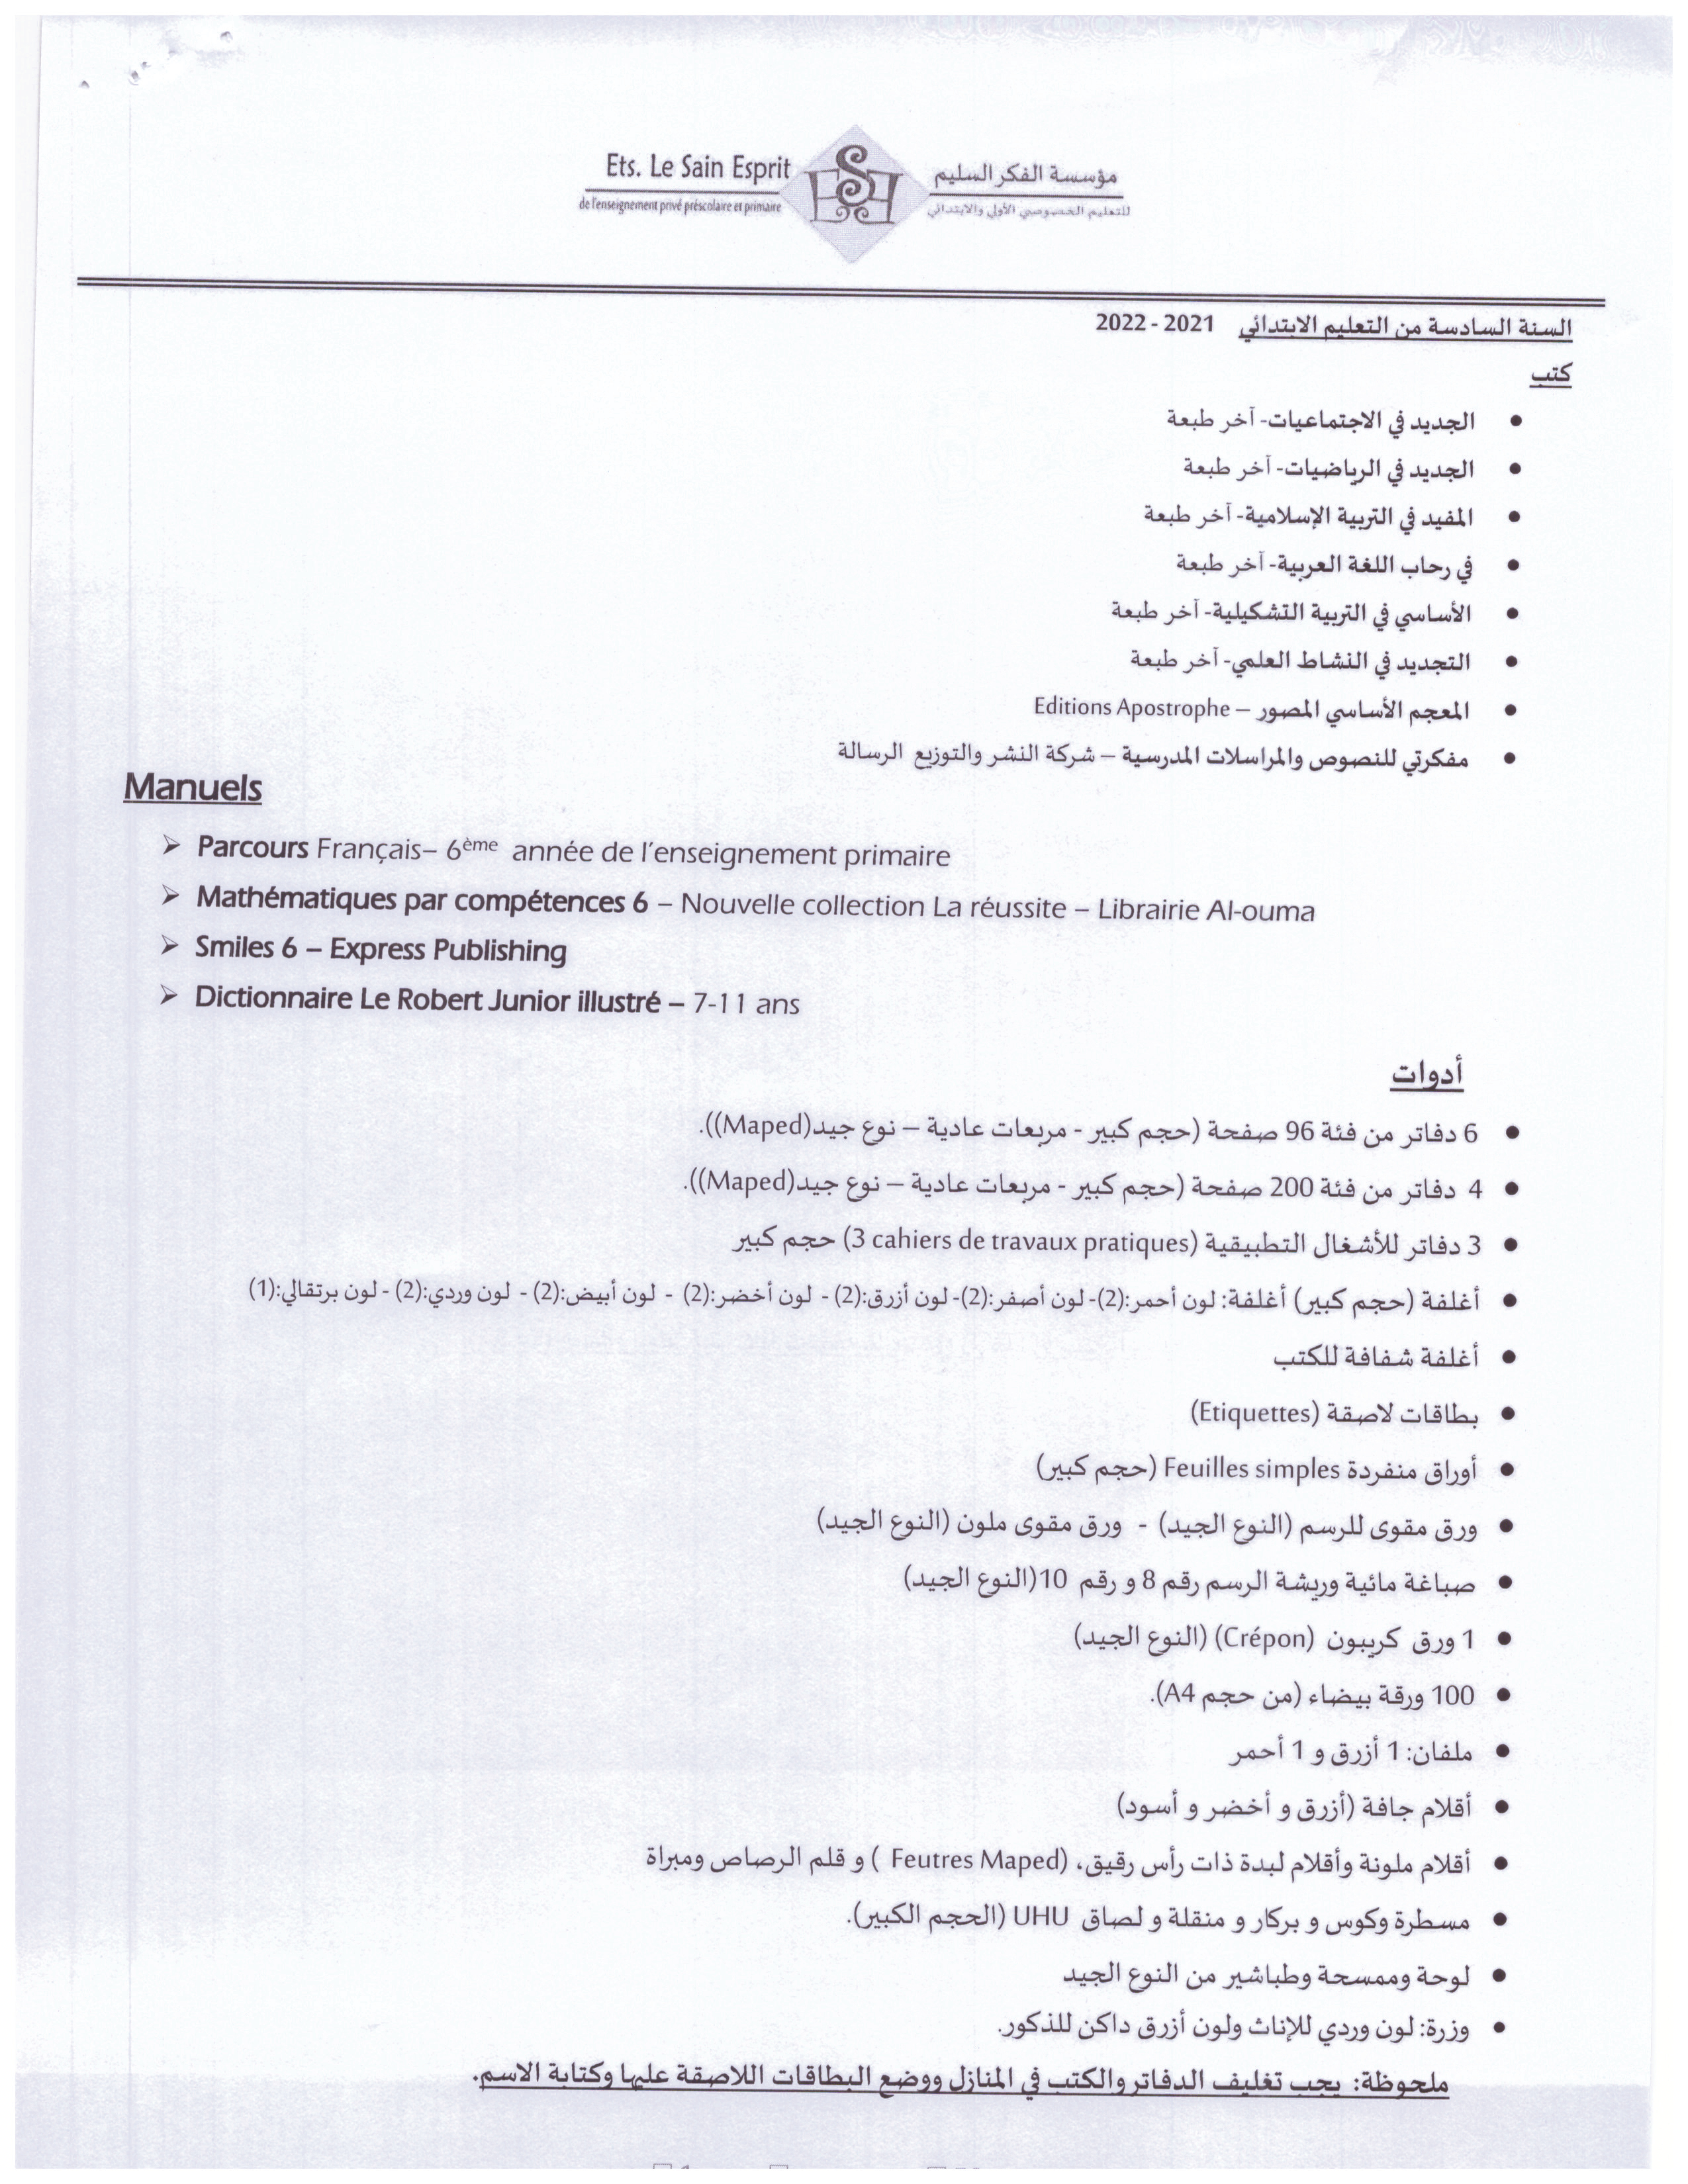 Ets. Le Sain Esprit
de l'enseignement privé préscolaire et primaire
مؤسسة الفكر السليم
للتعليم الخصوصي الأولي والابتدائي
السنة السادسة من التعليم الابتدائي 2021 - 2022
كتب
• الجديد في الاجتماعيات- آخر طبعة
• الجديد في الرياضيات- آخر طبعة
• المفيد في التربية الإسلامية- آخر طبعة
• في رحاب اللغة العربية- آخر طبعة
• الأساسي في التربية التشكيلية- آخر طبعة
• التجديد في النشاط العلمي- آخر طبعة
• المعجم الأساسي المصور – Editions Apostrophe
• مفكرتي للنصوص والمراسلات المدرسية – شركة النشر والتوزيع الرسالة
Manuels
➢ Parcours Français– 6ème année de l'enseignement primaire
➢ Mathématiques par compétences 6 – Nouvelle collection La réussite – Librairie Al-ouma
➢ Smiles 6 – Express Publishing
➢ Dictionnaire Le Robert Junior illustré – 7-11 ans
أدوات
• 6 دفاتر من فئة 96 صفحة (حجم كبير - مربعات عادية – نوع جيد(Maped)).
• 4 دفاتر من فئة 200 صفحة (حجم كبير - مربعات عادية – نوع جيد(Maped)).
• 3 دفاتر للأشغال التطبيقية (3 cahiers de travaux pratiques) حجم كبير
• أغلفة (حجم كبير) أغلفة: لون أحمر:(2)- لون أصفر:(2)- لون أزرق:(2) - لون أخضر:(2) - لون أبيض:(2) - لون وردي:(2) - لون برتقالي:(1)
• أغلفة شفافة للكتب
• بطاقات لاصقة (Etiquettes)
• أوراق منفردة Feuilles simples (حجم كبير)
• ورق مقوى للرسم (النوع الجيد) - ورق مقوى ملون (النوع الجيد)
• صباغة مائية وريشة الرسم رقم 8 و رقم 10(النوع الجيد)
• 1 ورق كريبون (Crépon) (النوع الجيد)
• 100 ورقة بيضاء (من حجم A4).
• ملفان: 1 أزرق و 1 أحمر
• أقلام جافة (أزرق و أخضر و أسود)
• أقلام ملونة وأقلام لبدة ذات رأس رقيق، (Feutres Maped ) و قلم الرصاص ومبراة
• مسطرة وكوس و بركار و منقلة و لصاق UHU (الحجم الكبير).
• لوحة وممسحة وطباشير من النوع الجيد
• وزرة: لون وردي للإناث ولون أزرق داكن للذكور.
ملحوظة: يجب تغليف الدفاتر والكتب في المنازل ووضع البطاقات اللاصقة عليها وكتابة الاسم.